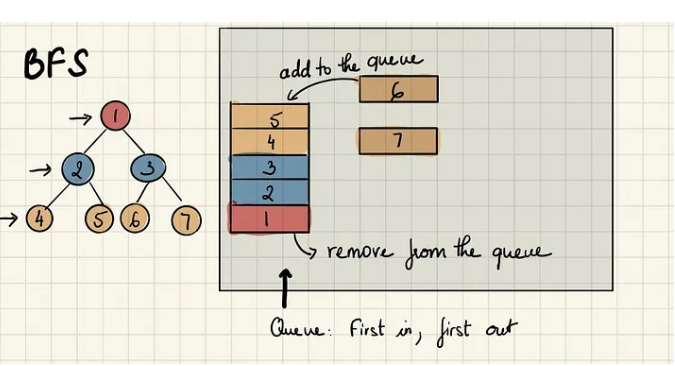 BFS
1
2 3
4 5 6 7
add to the queue
6
5
4
7
3
2
1
remove from the queue
Queue: First in, first out